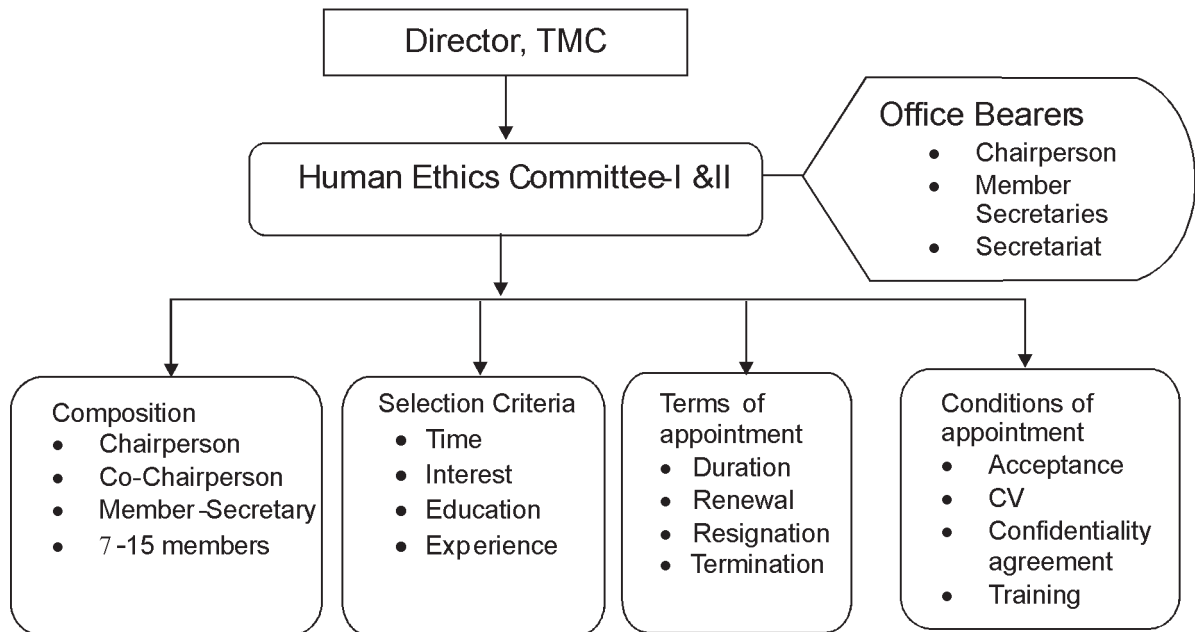 Director, TMC
Human Ethics Committee-I &II
Office Bearers
• Chairperson
• Member
Secretaries
• Secretariat
Composition
• Chairperson
• Co-Chairperson
• Member-Secretary
• 7-15 members
Selection Criteria
• Time
• Interest
• Education
• Experience
Terms of
appointment
• Duration
• Renewal
• Resignation
• Termination
Conditions of
appointment
• Acceptance
• CV
• Confidentiality
agreement
• Training